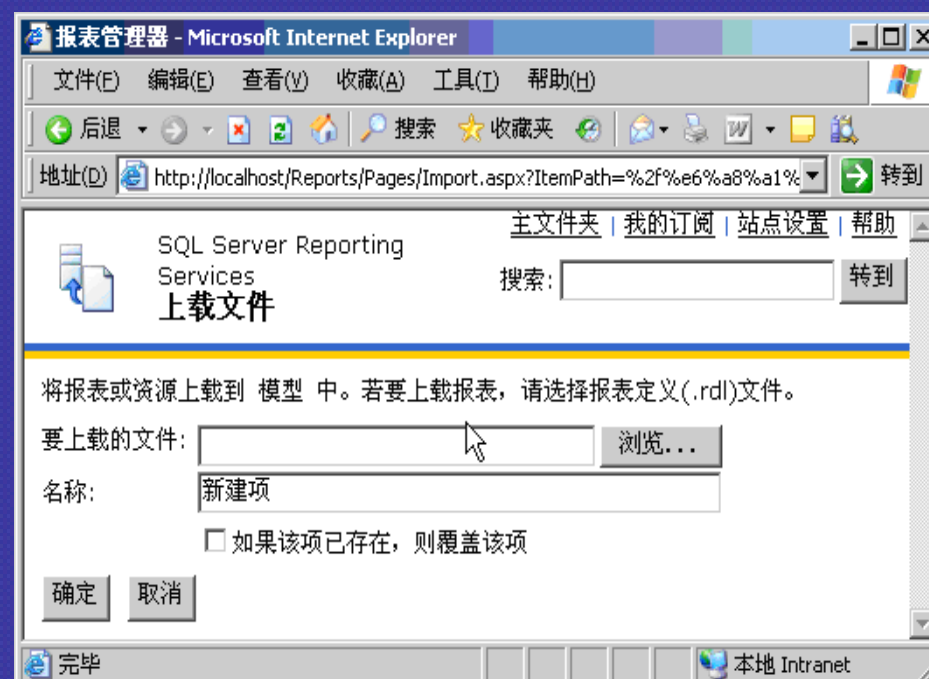 报表管理器 - Microsoft Internet Explorer
文件(F) 编辑(E) 查看(V) 收藏(A) 工具(T) 帮助(H)
后退 搜索 收藏夹
地址(D) http://localhost/Reports/Pages/Import.aspx?ItemPath=%2f%e6%a8%a1% 转到
主文件夹 | 我的订阅 | 站点设置 | 帮助
SQL Server Reporting
Services
上载文件
搜索: 转到
将报表或资源上载到 模型 中。若要上载报表，请选择报表定义(.rdl)文件。
要上载的文件: 浏览...
名称: 新建项
如果该项已存在，则覆盖该项
确定 取消
完毕 本地 Intranet